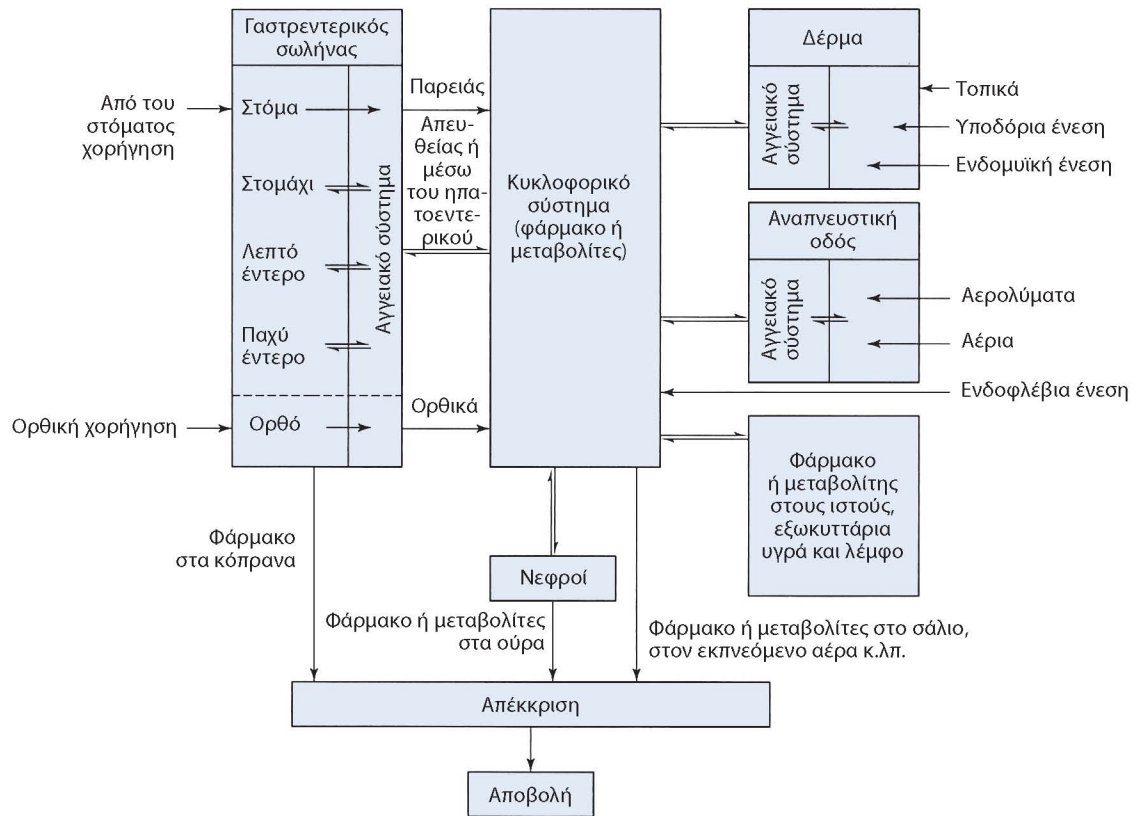 Γαστρεντερικός
σωλήνας
Από του
στόματος
χορήγηση
Στόμα
Στομάχι
Λεπτό
έντερο
Παχύ
έντερο
Αγγειακό σύστημα
Ορθική χορήγηση
Ορθό
Παρειάς
Απευ-
θείας ή
μέσω
του ηπα-
τοεντε-
ρικού
Ορθικά
Κυκλοφορικό
σύστημα
(φάρμακο ή
μεταβολίτες)
Δέρμα
Αγγειακό
σύστημα
Τοπικά
Υποδόρια ένεση
Ενδομυϊκή ένεση
Αναπνευστική
οδός
Αγγειακό
σύστημα
Αερολύματα
Αέρια
Ενδοφλέβια ένεση
Φάρμακο
ή μεταβολίτης
στους ιστούς,
εξωκυττάρια
υγρά και λέμφο
Φάρμακο
στα κόπρανα
Νεφροί
Φάρμακο ή μεταβολίτες
στα ούρα
Φάρμακο ή μεταβολίτες στο σάλιο,
στον εκπνεόμενο αέρα κ.λπ.
Απέκκριση
Αποβολή